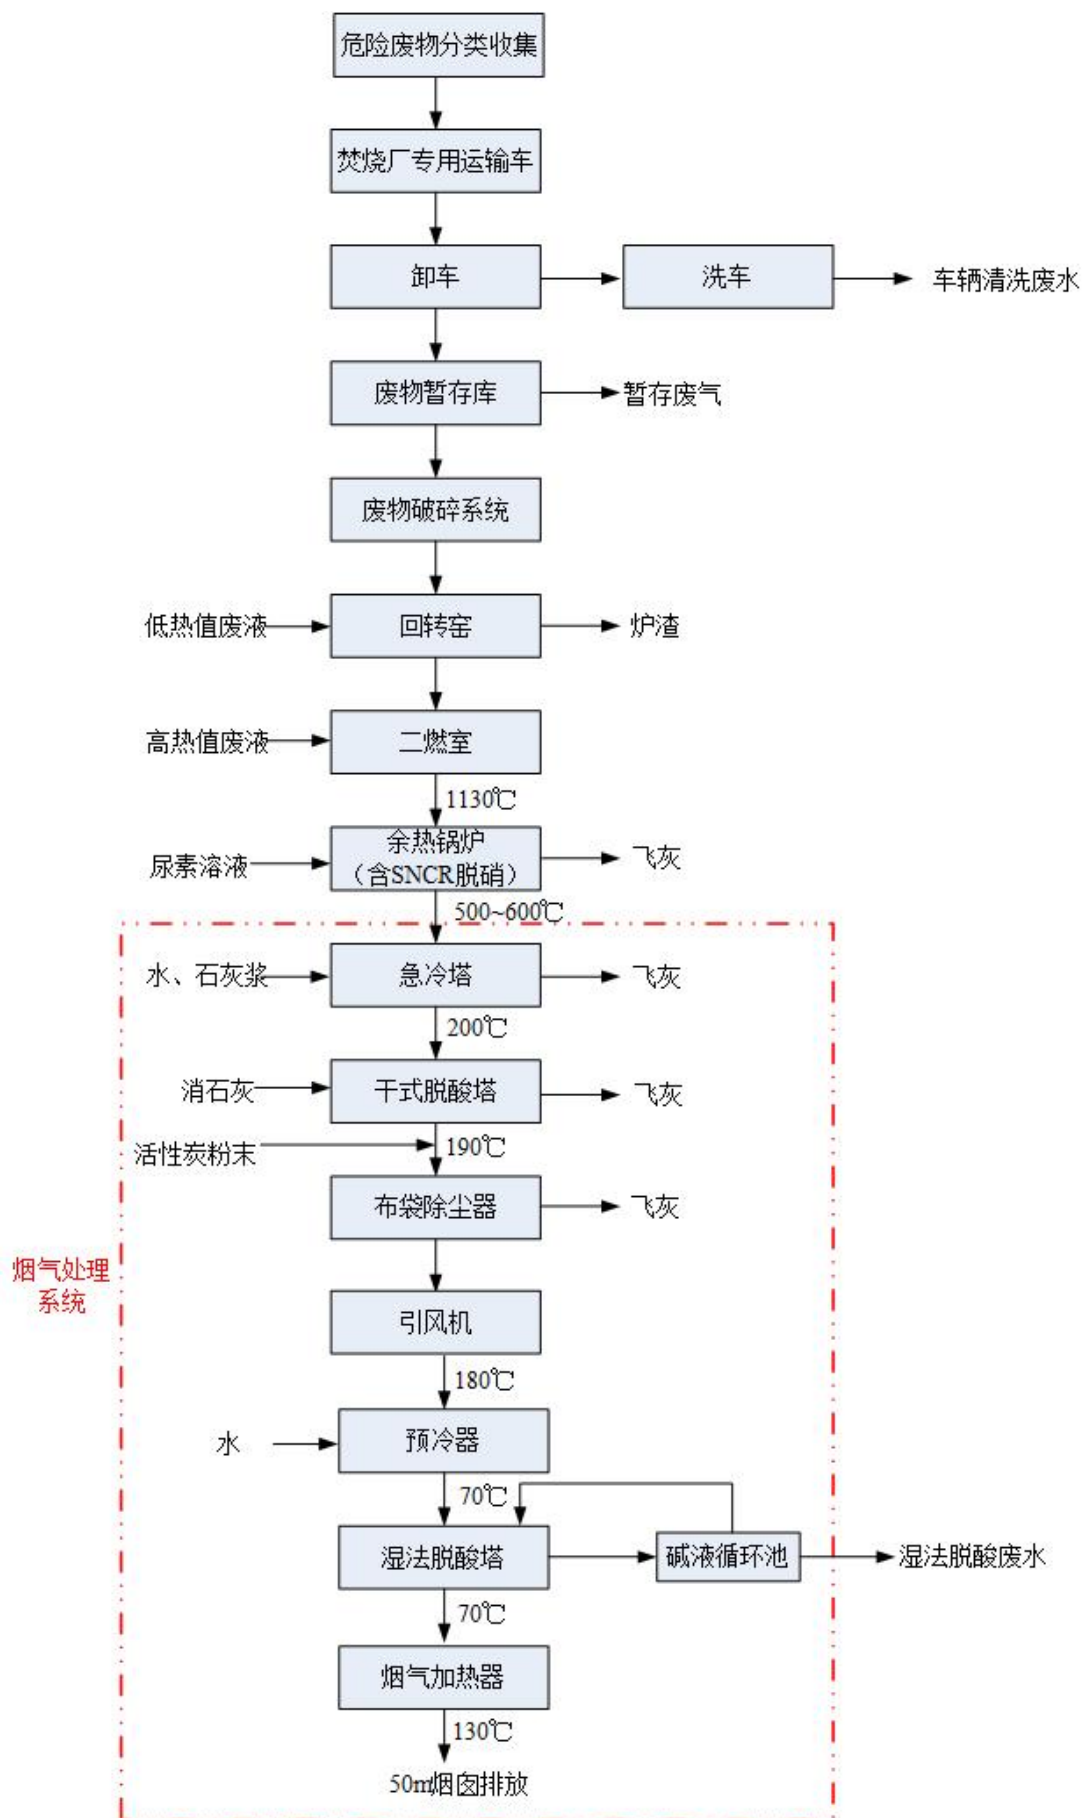 危险废物分类收集
焚烧厂专用运输车
卸车
洗车
车辆清洗废水
废物暂存库
暂存废气
废物破碎系统
低热值废液
回转窑
炉渣
高热值废液
二燃室
1130℃
尿素溶液
余热锅炉
（含SNCR脱硝）
飞灰
500~600℃
水、石灰浆
急冷塔
飞灰
200℃
消石灰
干式脱酸塔
飞灰
活性炭粉末
190℃
布袋除尘器
飞灰
烟气处理
系统
引风机
180℃
水
预冷器
70℃
湿法脱酸塔
碱液循环池
湿法脱酸废水
70℃
烟气加热器
130℃
50m烟囱排放